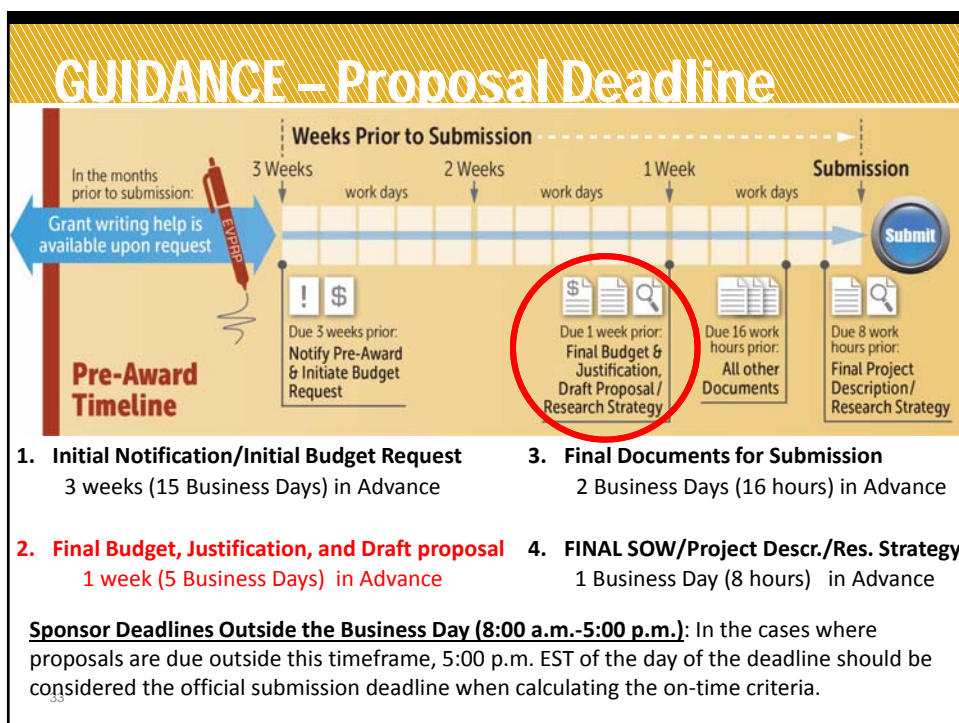 GUIDANCE – Proposal Deadline
Weeks Prior to Submission
In the months
prior to submission:
Grant writing help is
available upon request
EVPRP
3 Weeks
2 Weeks
1 Week
Submission
work days
work days
work days
Submit
! $
$
Due 3 weeks prior:
Notify Pre-Award
& Initiate Budget
Request
Due 1 week prior:
Final Budget &
Justification,
Draft Proposal/
Research Strategy
Due 16 work
hours prior:
All other
Documents
Due 8 work
hours prior:
Final Project
Description/
Research Strategy
Pre-Award
Timeline
1. Initial Notification/Initial Budget Request
3 weeks (15 Business Days) in Advance
2. Final Budget, Justification, and Draft proposal
1 week (5 Business Days) in Advance
3. Final Documents for Submission
2 Business Days (16 hours) in Advance
4. FINAL SOW/Project Descr./Res. Strategy
1 Business Day (8 hours) in Advance
Sponsor Deadlines Outside the Business Day (8:00 a.m.-5:00 p.m.): In the cases where
proposals are due outside this timeframe, 5:00 p.m. EST of the day of the deadline should be
considered the official submission deadline when calculating the on-time criteria.
33